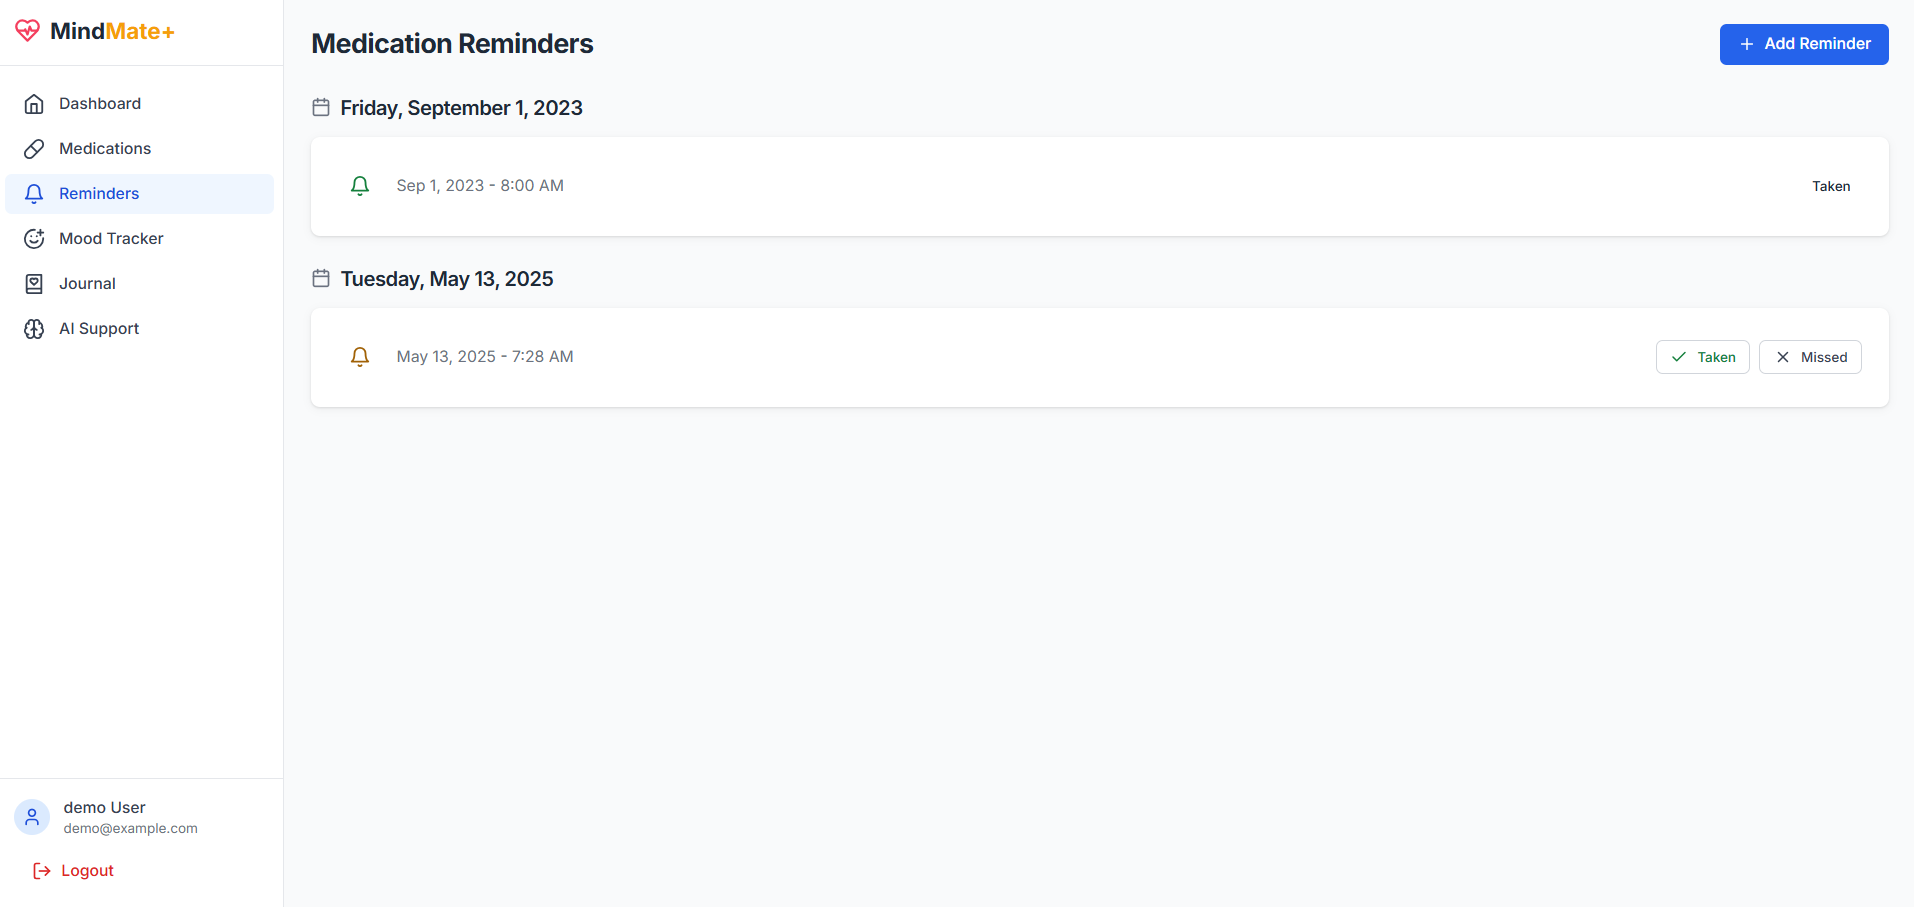 MindMate+
Dashboard
Medications
Reminders
Mood Tracker
Journal
AI Support
demo User
demo@example.com
Logout
Medication Reminders
Add Reminder
Friday, September 1, 2023
Sep 1, 2023 - 8:00 AM
Taken
Tuesday, May 13, 2025
May 13, 2025 - 7:28 AM
Taken
Missed